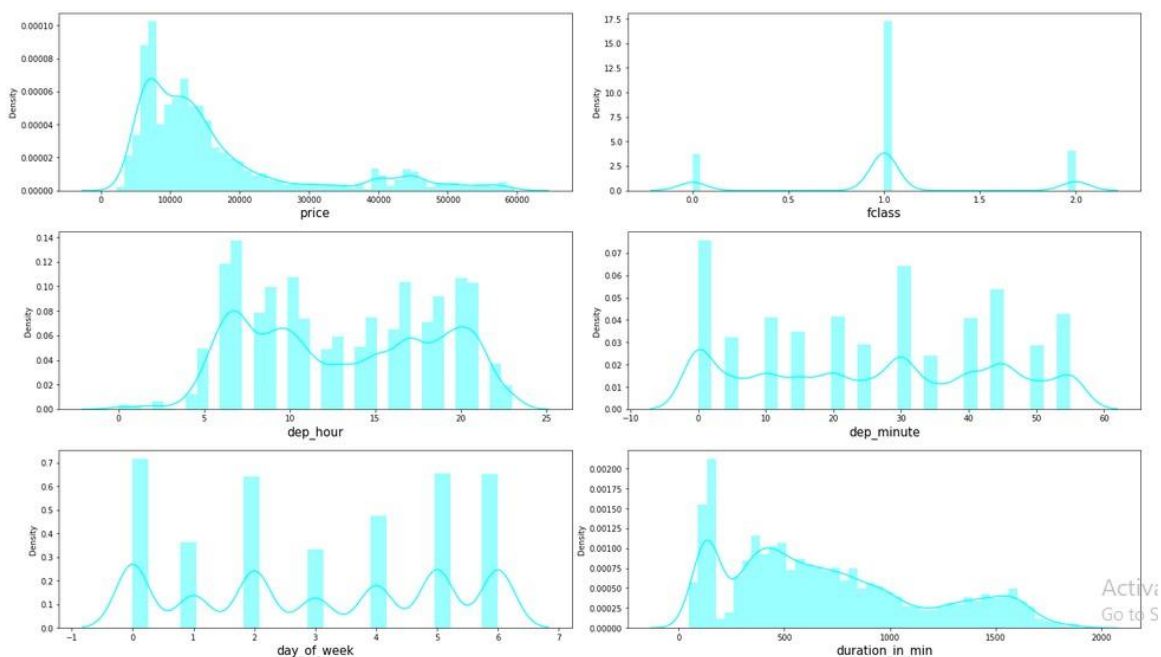 0.00010
0.00008
0.00006
0.00004
0.00002
0.00000
Density
0 10000 20000 30000 40000 50000 60000
price
17.5
15.0
12.5
10.0
7.5
5.0
2.5
0.0
Density
0.0 0.5 1.0 1.5 2.0
fclass
0.14
0.12
0.10
0.08
0.06
0.04
0.02
0.00
Density
0 5 10 15 20 25
dep_hour
0.07
0.06
0.05
0.04
0.03
0.02
0.01
0.00
Density
−10 0 10 20 30 40 50 60
dep_minute
0.7
0.6
0.5
0.4
0.3
0.2
0.1
0.0
Density
−1 0 1 2 3 4 5 6 7
day_of_week
0.00200
0.00175
0.00150
0.00125
0.00100
0.00075
0.00050
0.00025
0.00000
Density
0 500 1000 1500 2000
duration_in_min
Activa
Go to S